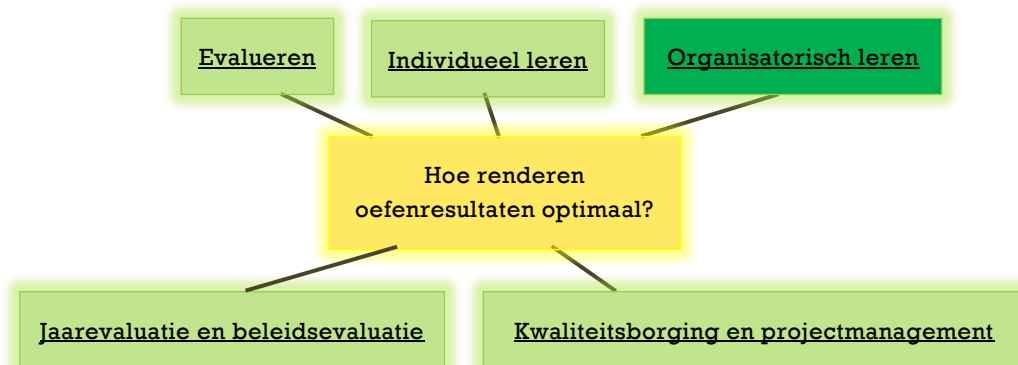 Evalueren
Individueel leren
Organisatorisch leren
Hoe renderen
oefenresultaten optimaal?
Jaarevaluatie en beleidsevaluatie
Kwaliteitsborging en projectmanagement